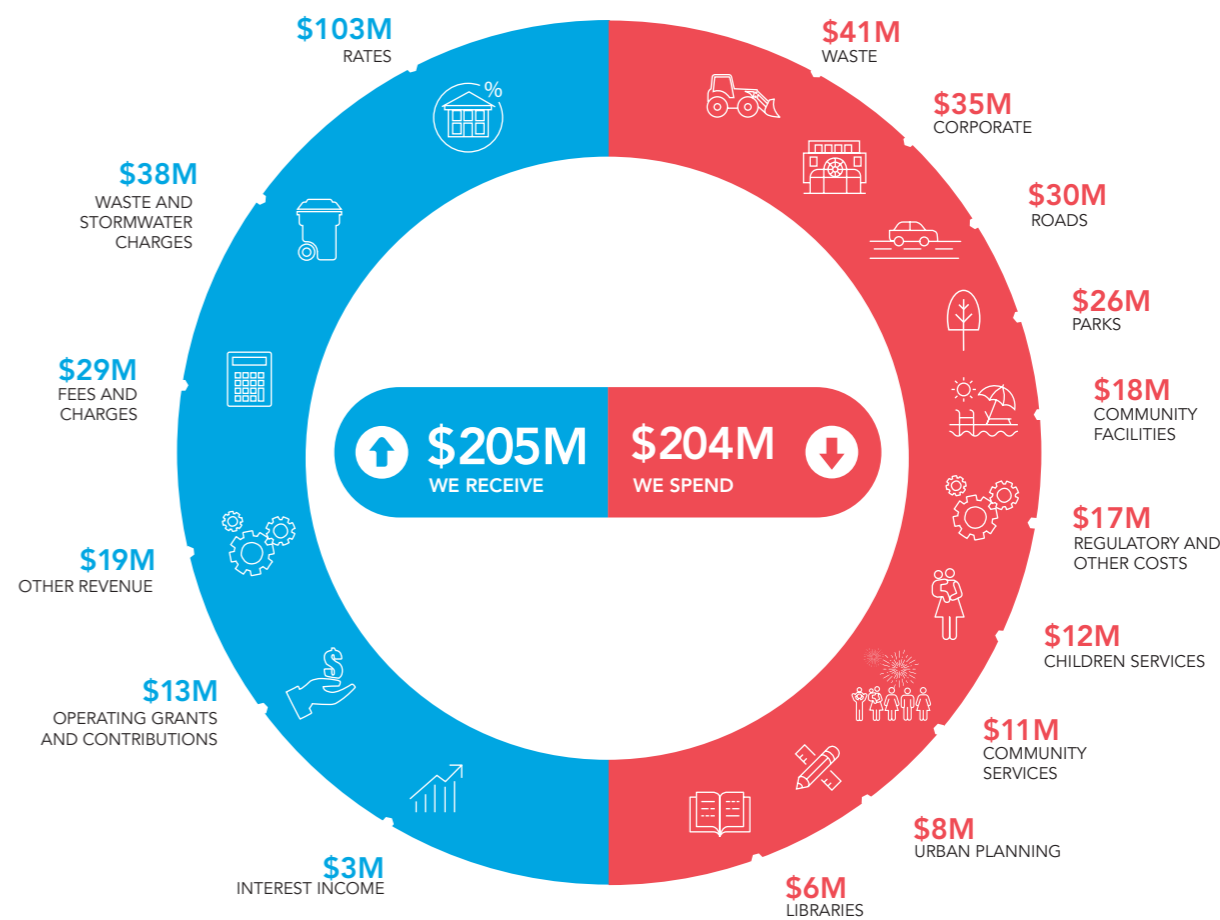 $103M
RATES
$38M
WASTE AND
STORMWATER
CHARGES
$29M
FEES AND
CHARGES
$19M
OTHER REVENUE
$13M
OPERATING GRANTS
AND CONTRIBUTIONS
$3M
INTEREST INCOME
%
$205M
WE RECEIVE
$204M
WE SPEND
$41M
WASTE
$35M
CORPORATE
$30M
ROADS
$26M
PARKS
$18M
COMMUNITY
FACILITIES
$17M
REGULATORY AND
OTHER COSTS
$12M
CHILDREN SERVICES
$11M
COMMUNITY
SERVICES
$8M
URBAN PLANNING
$6M
LIBRARIES
$